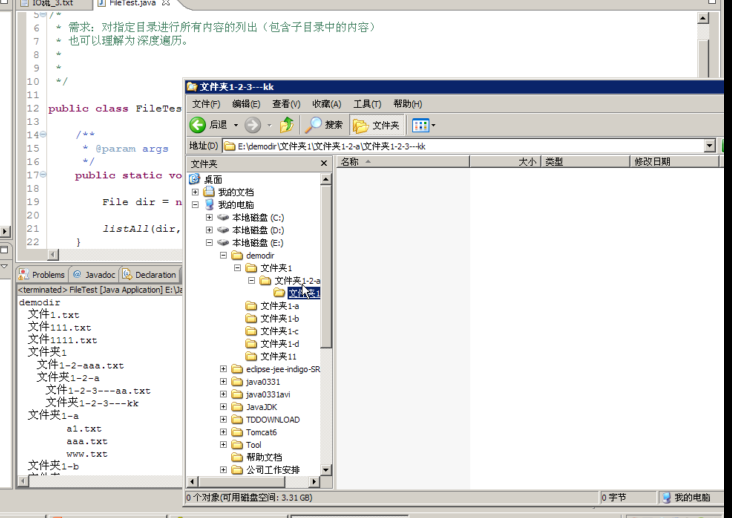 IO流_3.txt
FileTest.java
5 /*
6 * 需求：对指定目录进行所有内容的列出（包含子目录中的内容）
7 * 也可以理解为 深度遍历。
8 *
9 *
10 */
11
12 public class FileTes
13
14 /**
15 * @param args
16 */
17 public static vo
18
19 File dir = n
20
21 listAll(dir,
22 }
Problems
Javadoc
Declaration
<terminated> FileTest [Java Application] E:\Ja
demodir
文件1.txt
文件111.txt
文件1111.txt
文件夹1
文件1-2-aaa.txt
文件夹1-2-a
文件1-2-3---aa.txt
文件夹1-2-3---kk
文件夹1-a
a1.txt
aaa.txt
www.txt
文件夹1-b
文件夹1-2-3---kk
文件(F) 编辑(E) 查看(V) 收藏(A) 工具(T) 帮助(H)
后退 搜索 文件夹
地址(D) E:\demodir\文件夹1\文件夹1-2-a\文件夹1-2-3---kk
文件夹 x
名称 大小 类型 修改日期
桌面
我的文档
我的电脑
本地磁盘 (C:)
本地磁盘 (D:)
本地磁盘 (E:)
demodir
文件夹1
文件夹1-2-a
文件夹1
文件夹1-a
文件夹1-b
文件夹1-c
文件夹1-d
文件夹11
eclipse-jee-indigo-SR
java0331
java0331avi
JavaJDK
TDDOWNLOAD
Tomcat6
Tool
帮助文档
公司工作安排
0 个对象(可用磁盘空间: 3.31 GB) 0 字节 我的电脑